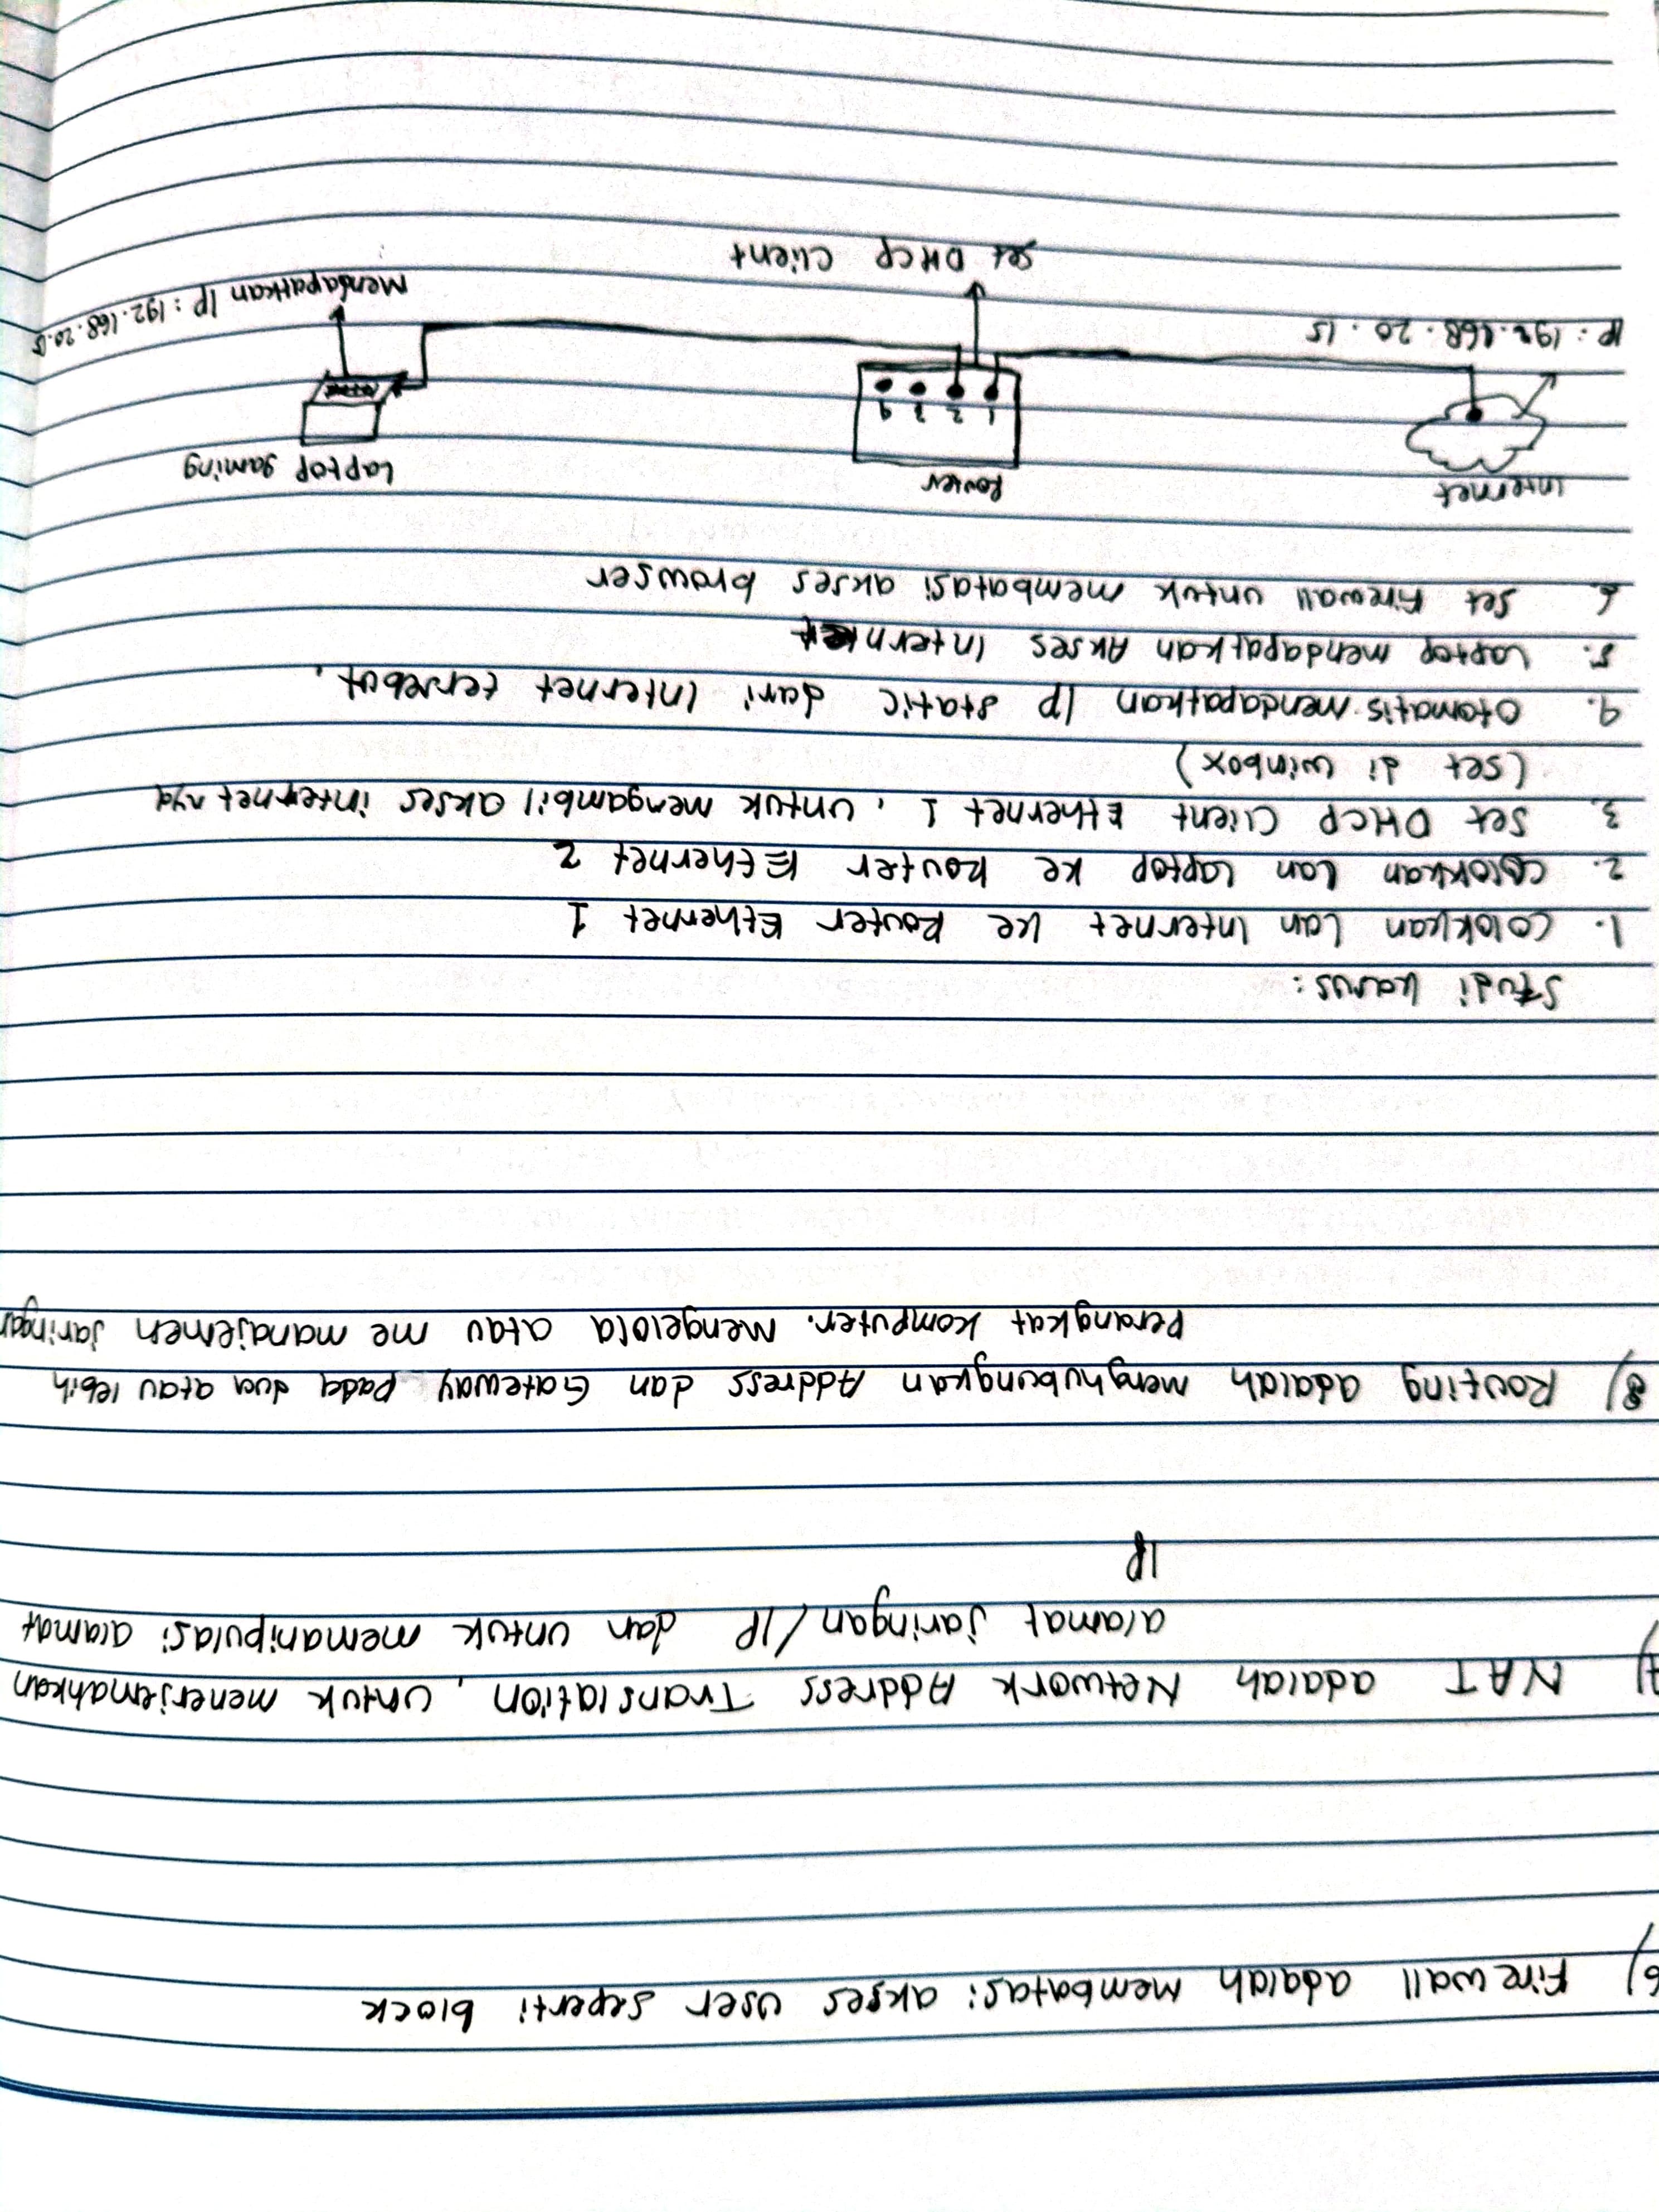 6) Firewall adalah membatasi akses user seperti block
7) NAT adalah Network Address Translation, untuk menerjemahkan
alamat jaringan/IP dan untuk memanipulasi alamat
IP
8) Routing adalah menghubungkan Address dan Gateway pada dua atau lebih
Perangkat komputer. Mengelola atau me manajemen jaringan
Studi kasus:
1. Colokkan Lan Internet ke Router Ethernet 1
2. Colokkan Lan Laptop ke Router Ethernet 2
3. Set DHCP Client Ethernet 1, untuk mengambil akses internetnya
(set di winbox)
4. Otomatis mendapatkan IP static dari Internet tersebut.
5. Laptop mendapatkan Akses Internet
6. Set Firewall untuk membatasi akses browser
Internet Router Laptop gaming
1 2 3 4
IP: 192.168.20.15
Mendapatkan IP: 192.168.20.15
Set DHCP Client